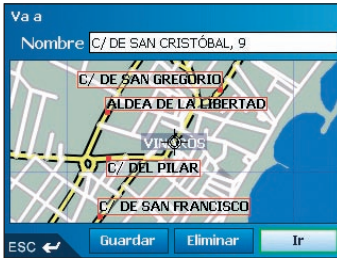 Va a
Nombre C/ DE SAN CRISTÓBAL, 9
C/ DE SAN GREGORIO
ALDEA DE LA LIBERTAD
VINAROS
C/ DEL PILAR
C/ DE SAN FRANCISCO
ESC Guardar Eliminar Ir